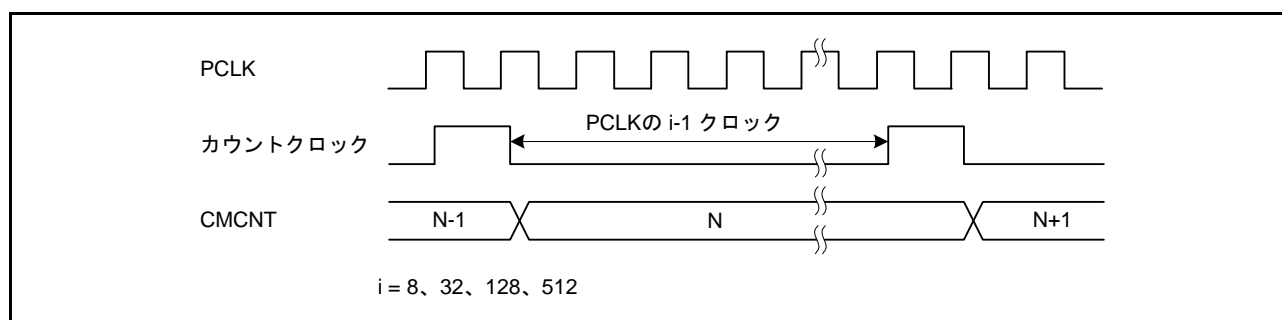 PCLK
PCLKの i-1 クロック
カウントクロック
CMCNT N-1 N N+1
i = 8、32、128、512